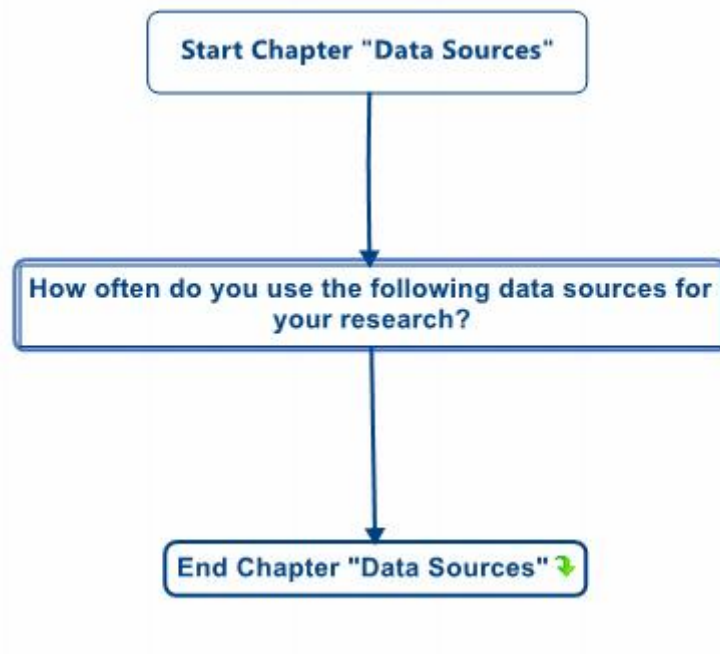 Start Chapter "Data Sources"
How often do you use the following data sources for
your research?
End Chapter "Data Sources"